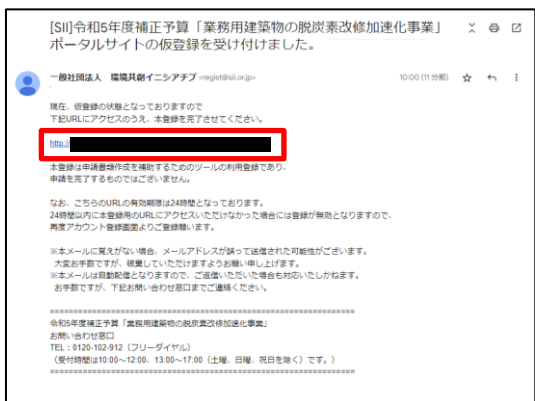 [SII]令和5年度補正予算「業務用建築物の脱炭素改修加速化事業」
ポータルサイトの仮登録を受け付けました。
一般社団法人 環境共創イニシアチブ <regist@sii.or.jp>
10:00 (11 分前)
現在、仮登録の状態となっておりますので
下記URLにアクセスのうえ、本登録を完了させてください。
http://
本登録は申請書類作成を補助するためのツールの利用登録であり、
申請を完了するものではございません。
なお、こちらのURLの有効期限は24時間となっております。
24時間以内に本登録用のURLにアクセスいただけなかった場合には登録が無効となりますので、
再度アカウント登録画面よりご登録願います。
※本メールに覚えがない場合、メールアドレスが誤って送信された可能性がございます。
大変お手数ですが、破棄していただけますようお願い申し上げます。
※本メールは自動配信となりますので、ご返信いただいた場合も対応いたしかねます。
お手数ですが、下記お問い合わせ窓口までご連絡ください。
==================================================
令和5年度補正予算「業務用建築物の脱炭素改修加速化事業」
お問い合わせ窓口
TEL:0120-102-912(フリーダイヤル)
(受付時間は10:00～12:00、13:00～17:00(土曜、日曜、祝日を除く)です。)
==================================================